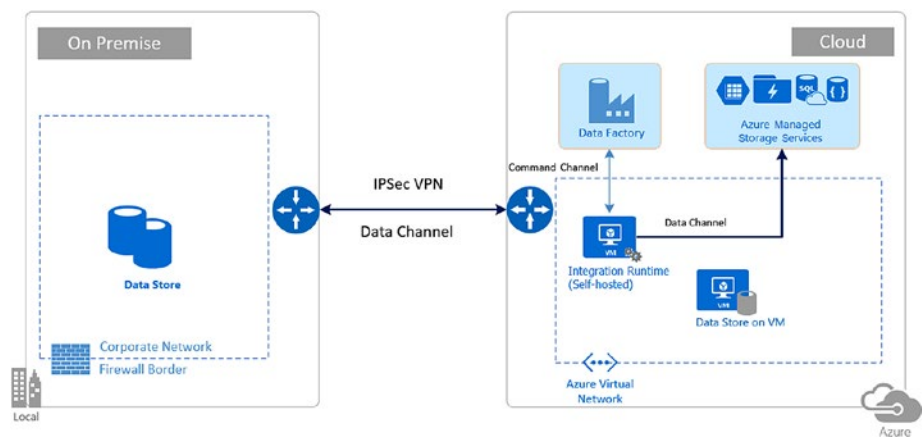 On Premise
Data Store
Corporate Network
Firewall Border
Local
IPSec VPN
Data Channel
Cloud
Data Factory
SQL
{ }
Azure Managed
Storage Services
Command Channel
VM
Data Channel
Integration Runtime
(Self-hosted)
VM
Data Store on VM
Azure Virtual
Network
Azure